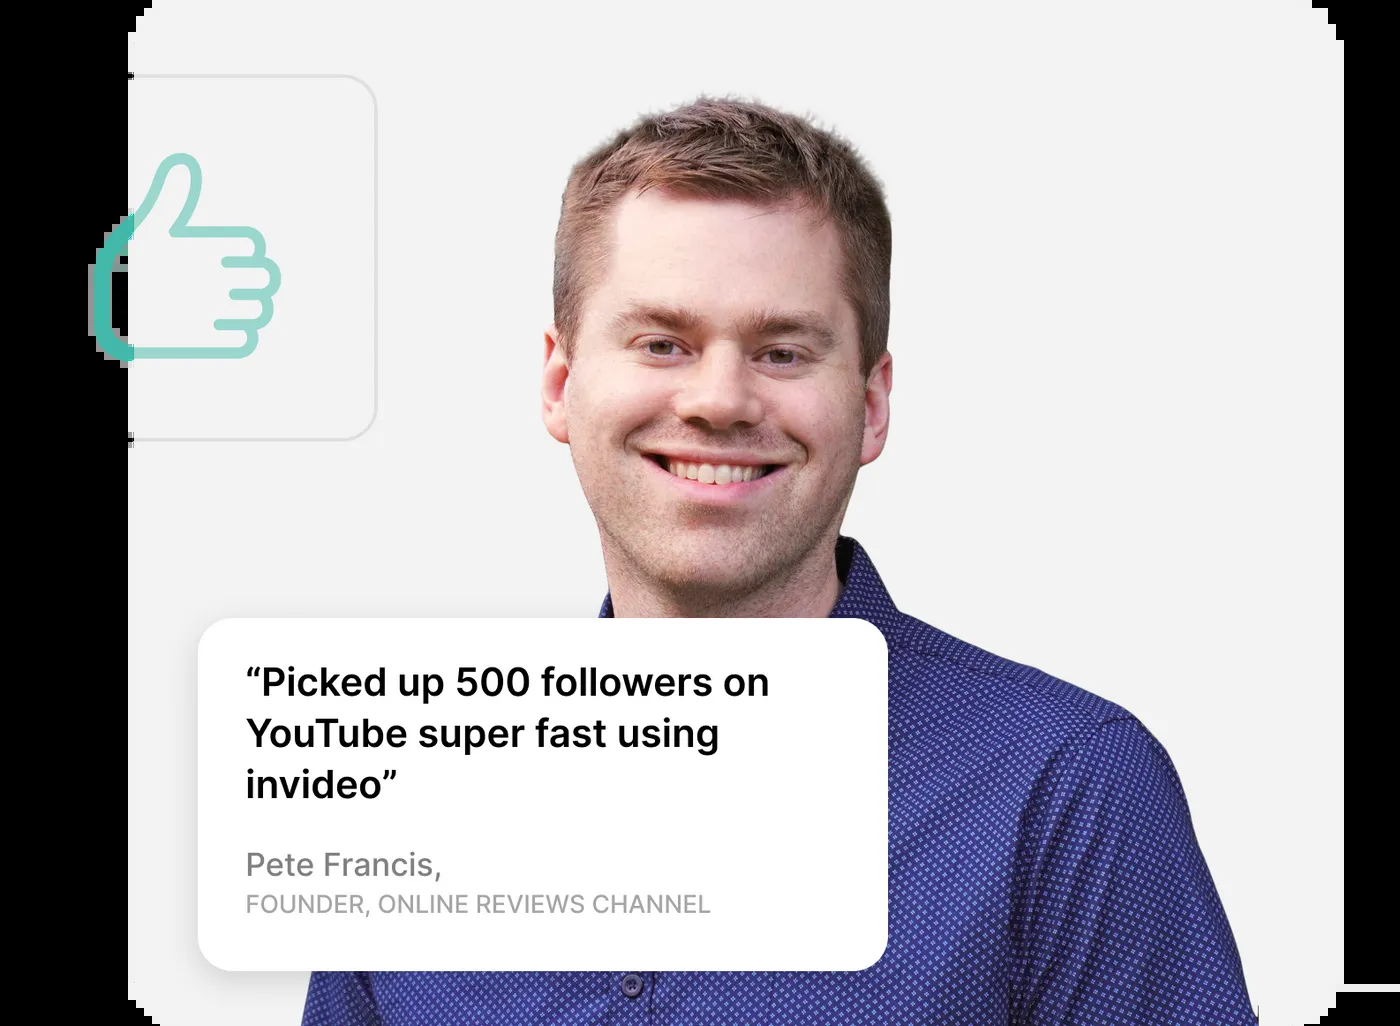 “Picked up 500 followers on
YouTube super fast using
invideo”
Pete Francis,
FOUNDER, ONLINE REVIEWS CHANNEL